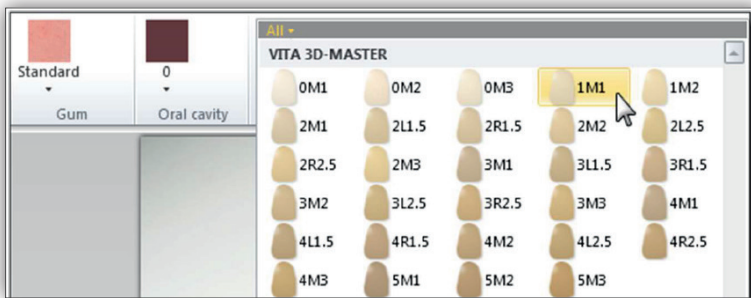 Standard
Gum
0
Oral cavity
All
VITA 3D-MASTER
0M1 0M2 0M3 1M1 1M2
2M1 2L1.5 2R1.5 2M2 2L2.5
2R2.5 2M3 3M1 3L1.5 3R1.5
3M2 3L2.5 3R2.5 3M3 4M1
4L1.5 4R1.5 4M2 4L2.5 4R2.5
4M3 5M1 5M2 5M3